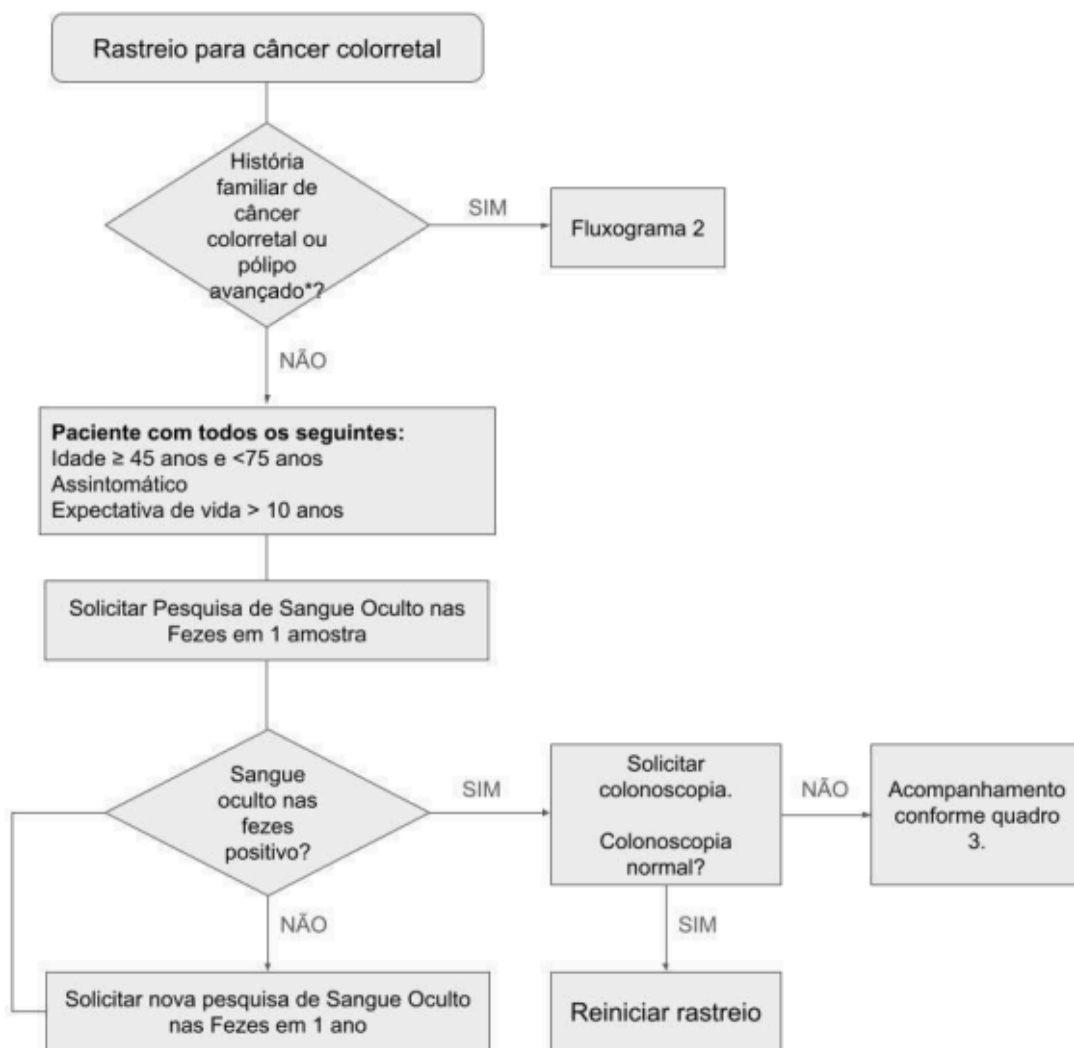 Rastreio para câncer colorretal
História
familiar de
câncer
colorretal ou
pólipo
avançado*?
SIM
Fluxograma 2
NÃO
Paciente com todos os seguintes:
Idade ≥ 45 anos e <75 anos
Assintomático
Expectativa de vida > 10 anos
Solicitar Pesquisa de Sangue Oculto nas
Fezes em 1 amostra
Sangue
oculto nas
fezes
positivo?
SIM
Solicitar
colonoscopia.
Colonoscopia
normal?
NÃO
Acompanhamento
conforme quadro
3.
NÃO
SIM
Solicitar nova pesquisa de Sangue Oculto
nas Fezes em 1 ano
Reiniciar rastreio